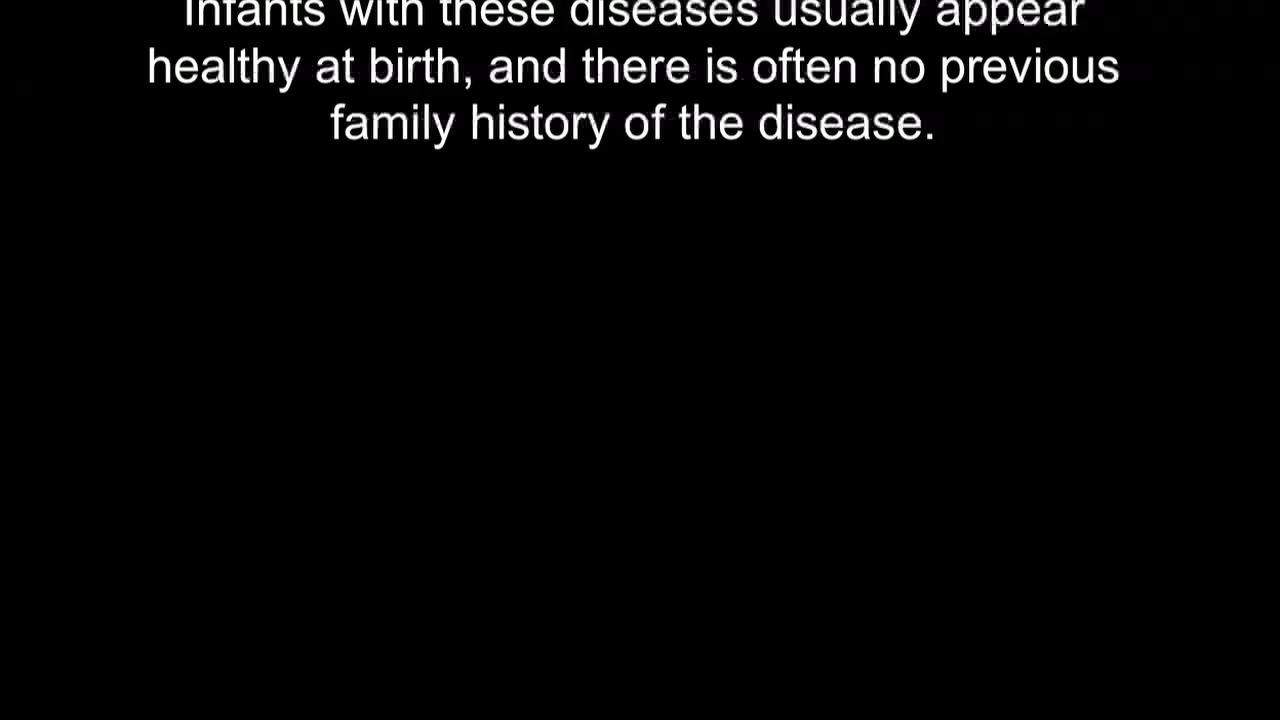 Infants with these diseases usually appear
healthy at birth, and there is often no previous
family history of the disease.